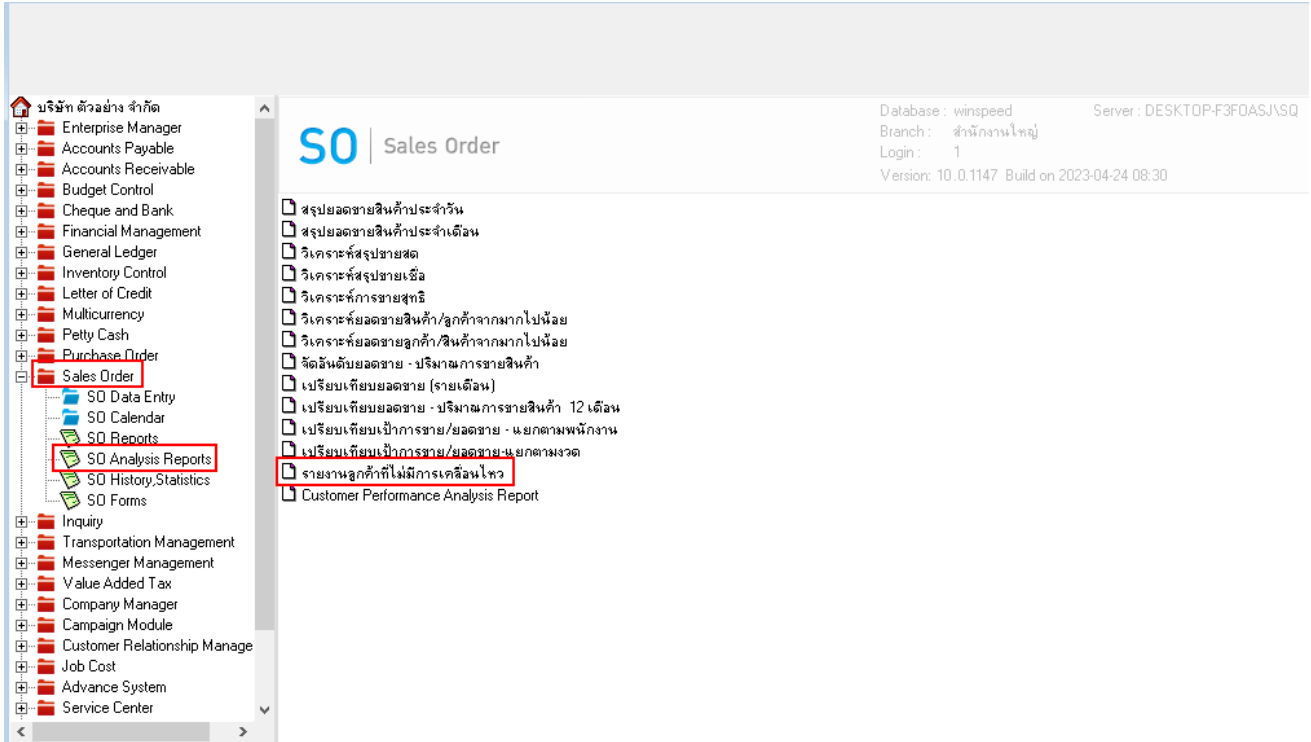 บริษัท ตัวอย่าง จำกัด
Enterprise Manager
Accounts Payable
Accounts Receivable
Budget Control
Cheque and Bank
Financial Management
General Ledger
Inventory Control
Letter of Credit
Multicurrency
Petty Cash
Purchase Order
Sales Order
SO Data Entry
SO Calendar
SO Reports
SO Analysis Reports
SO History,Statistics
SO Forms
Inquiry
Transportation Management
Messenger Management
Value Added Tax
Company Manager
Campaign Module
Customer Relationship Manage
Job Cost
Advance System
Service Center
SO Sales Order
Database : winspeed Server : DESKTOP-F3FOASJ\SQ
Branch : สำนักงานใหญ่
Login : 1
Version: 10.0.1147 Build on 2023-04-24 08:30
สรุปยอดขายสินค้าประจำวัน
สรุปยอดขายสินค้าประจำเดือน
วิเคราะห์สรุปขายสด
วิเคราะห์สรุปขายเชื่อ
วิเคราะห์การขายสุทธิ
วิเคราะห์ยอดขายสินค้า/ลูกค้าจากมากไปน้อย
วิเคราะห์ยอดขายลูกค้า/สินค้าจากมากไปน้อย
จัดอันดับยอดขาย - ปริมาณการขายสินค้า
เปรียบเทียบยอดขาย (รายเดือน)
เปรียบเทียบยอดขาย - ปริมาณการขายสินค้า 12 เดือน
เปรียบเทียบเป้าการขาย/ยอดขาย - แยกตามพนักงาน
เปรียบเทียบเป้าการขาย/ยอดขาย-แยกตามงวด
รายงานลูกค้าที่ไม่มีการเคลื่อนไหว
Customer Performance Analysis Report